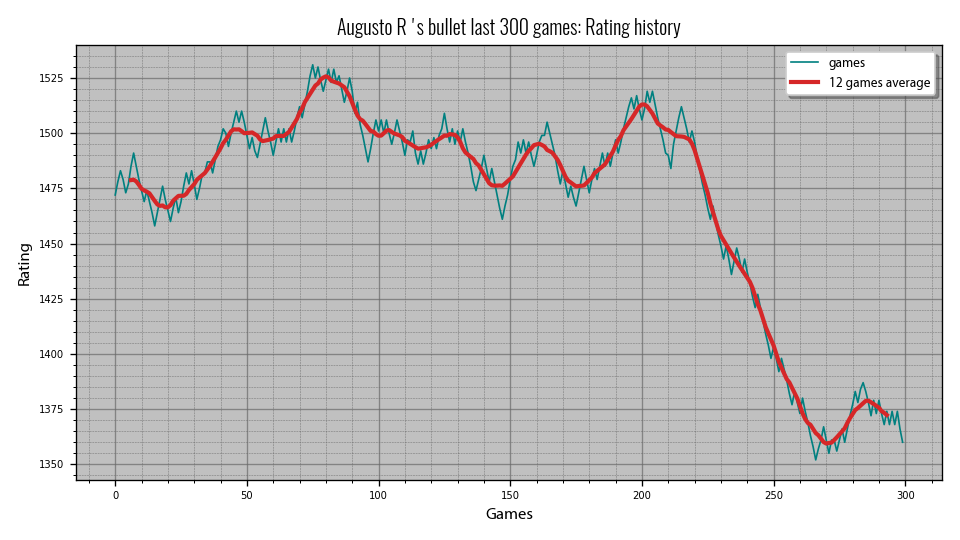 Augusto R 's bullet last 300 games: Rating history
games
12 games average
Rating
1525
1500
1475
1450
1425
1400
1375
1350
0 50 100 150 200 250 300
Games